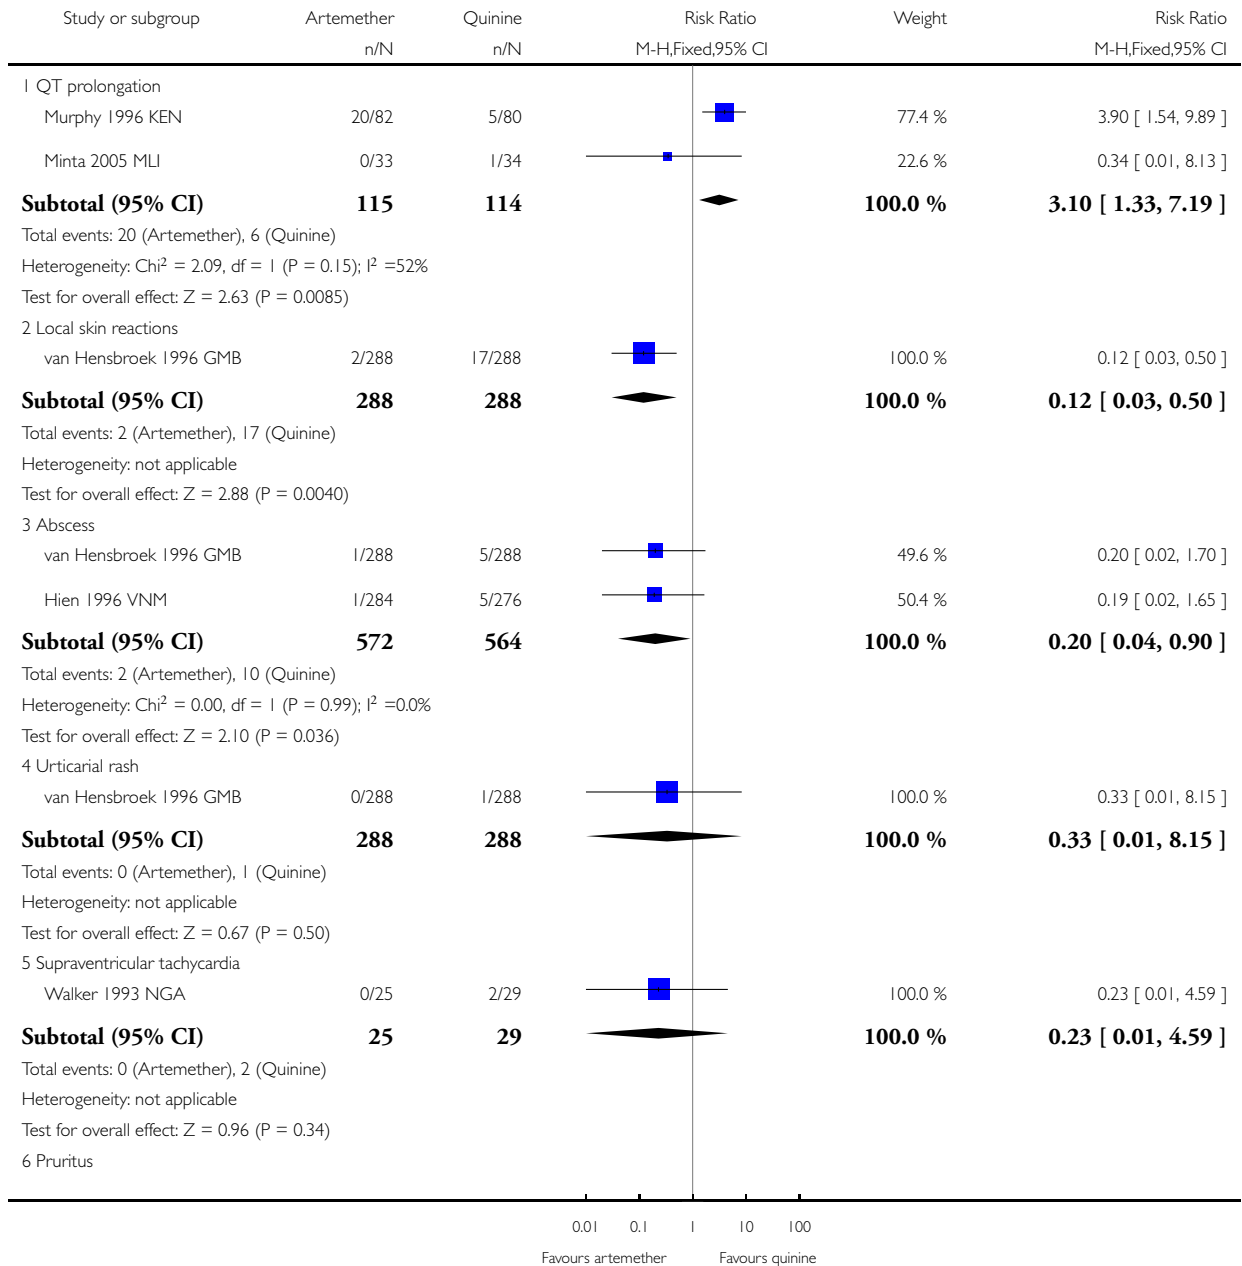 Study or subgroup Artemether Quinine Risk Ratio Weight Risk Ratio
n/N n/N M-H,Fixed,95% CI M-H,Fixed,95% CI
1 QT prolongation
Murphy 1996 KEN 20/82 5/80 77.4 % 3.90 [ 1.54, 9.89 ]
Minta 2005 MLI 0/33 1/34 22.6 % 0.34 [ 0.01, 8.13 ]
Subtotal (95% CI) 115 114 100.0 % 3.10 [ 1.33, 7.19 ]
Total events: 20 (Artemether), 6 (Quinine)
Heterogeneity: Chi² = 2.09, df = 1 (P = 0.15); I² =52%
Test for overall effect: Z = 2.63 (P = 0.0085)
2 Local skin reactions
van Hensbroek 1996 GMB 2/288 17/288 100.0 % 0.12 [ 0.03, 0.50 ]
Subtotal (95% CI) 288 288 100.0 % 0.12 [ 0.03, 0.50 ]
Total events: 2 (Artemether), 17 (Quinine)
Heterogeneity: not applicable
Test for overall effect: Z = 2.88 (P = 0.0040)
3 Abscess
van Hensbroek 1996 GMB 1/288 5/288 49.6 % 0.20 [ 0.02, 1.70 ]
Hien 1996 VNM 1/284 5/276 50.4 % 0.19 [ 0.02, 1.65 ]
Subtotal (95% CI) 572 564 100.0 % 0.20 [ 0.04, 0.90 ]
Total events: 2 (Artemether), 10 (Quinine)
Heterogeneity: Chi² = 0.00, df = 1 (P = 0.99); I² =0.0%
Test for overall effect: Z = 2.10 (P = 0.036)
4 Urticarial rash
van Hensbroek 1996 GMB 0/288 1/288 100.0 % 0.33 [ 0.01, 8.15 ]
Subtotal (95% CI) 288 288 100.0 % 0.33 [ 0.01, 8.15 ]
Total events: 0 (Artemether), 1 (Quinine)
Heterogeneity: not applicable
Test for overall effect: Z = 0.67 (P = 0.50)
5 Supraventricular tachycardia
Walker 1993 NGA 0/25 2/29 100.0 % 0.23 [ 0.01, 4.59 ]
Subtotal (95% CI) 25 29 100.0 % 0.23 [ 0.01, 4.59 ]
Total events: 0 (Artemether), 2 (Quinine)
Heterogeneity: not applicable
Test for overall effect: Z = 0.96 (P = 0.34)
6 Pruritus
0.01 0.1 1 10 100
Favours artemether Favours quinine